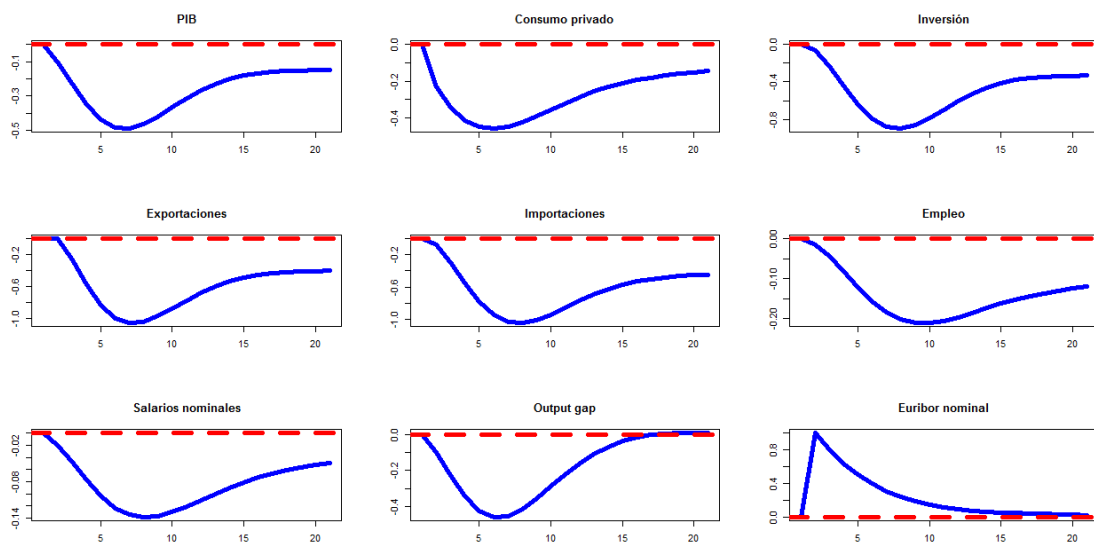 PIB
-0.1
-0.3
-0.5
5 10 15 20
Consumo privado
0.0
-0.2
-0.4
5 10 15 20
Inversión
0.0
-0.4
-0.8
5 10 15 20
Exportaciones
-0.2
-0.6
-1.0
5 10 15 20
Importaciones
-0.2
-0.6
-1.0
5 10 15 20
Empleo
0.00
-0.10
-0.20
5 10 15 20
Salarios nominales
-0.02
-0.08
-0.14
5 10 15 20
Output gap
0.0
-0.2
-0.4
5 10 15 20
Euribor nominal
0.8
0.4
0.0
5 10 15 20